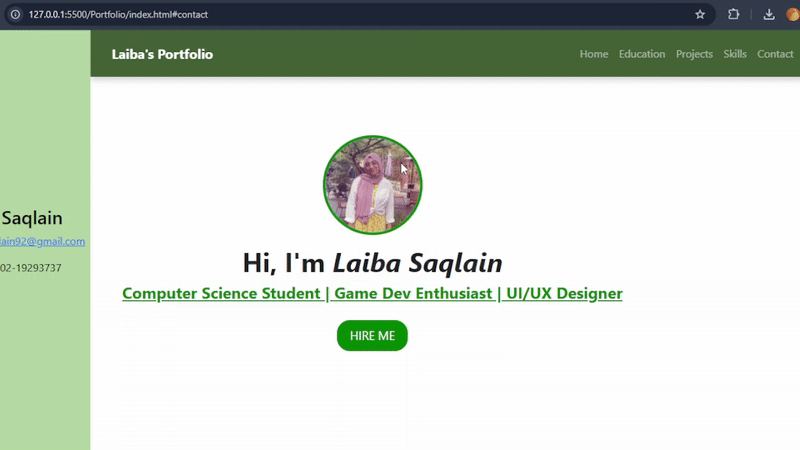 127.0.0.1:5500/Portfolio/index.html#contact
Laiba's Portfolio
Home Education Projects Skills Contact
Saqlain
lain92@gmail.com
02-19293737
Hi, I'm Laiba Saqlain
Computer Science Student | Game Dev Enthusiast | UI/UX Designer
HIRE ME